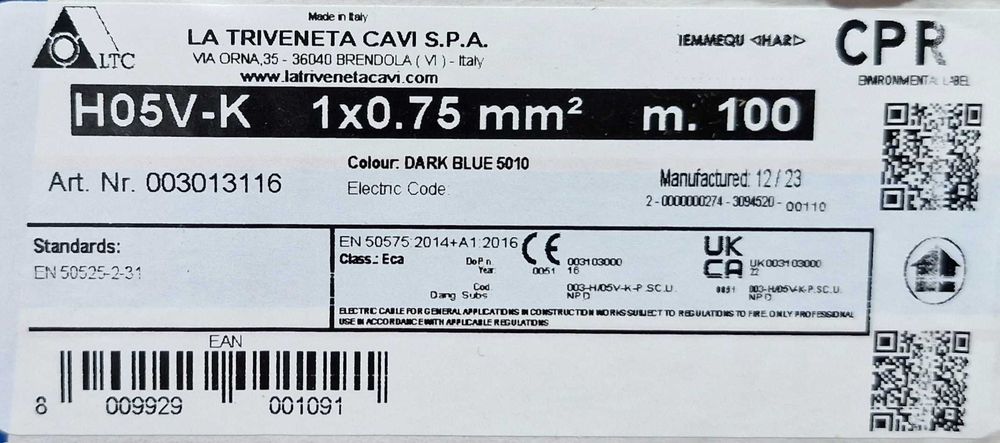 Made in Italy
LTC
LA TRIVENETA CAVI S.P.A.
VIA ORNA,35 - 36040 BRENDOLA ( VI ) - Italy
www.latrivenetacavi.com
IEMMEQU ◁HAR▷
CPR
ENVIRONMENTAL LABEL
H05V-K 1x0.75 mm² m. 100
Colour: DARK BLUE 5010
Art. Nr. 003013116
Electric Code:
Manufactured: 12 / 23
2 - 0000000274 - 3094520 - 00110
Standards:
EN 50525-2-31
EN 50575:2014+A1:2016
Class.: Eca
CE
DoP n. 003103000
Year: 0051 16
Cod. 003-H05V-K-P.SC.U.
Dang Subs NPD
UK CA
UK003103000
22
0051 003-H05V-K-P.SC.U.
NPD
ELECTRIC CABLE FOR GENERAL APPLICATIONS IN CONSTRUCTION WORKS SUBJECT TO REGULATIONS TO FIRE. ONLY PROFESSIONAL
USE IN ACCORDANCE WITH APPLICABLE REGULATIONS
EAN
8 009929 001091